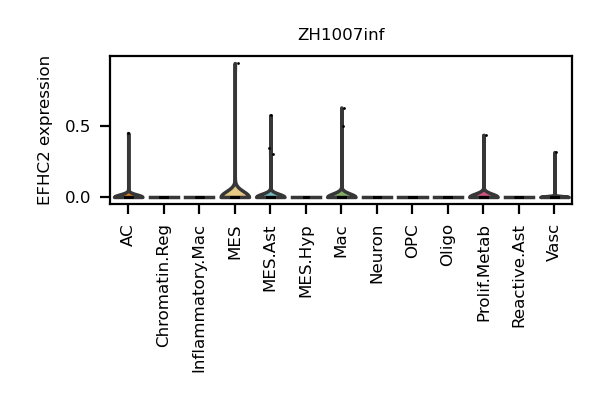 ZH1007inf
EFHC2 expression
0.5
0.0
AC
Chromatin.Reg
Inflammatory.Mac
MES
MES.Ast
MES.Hyp
Mac
Neuron
OPC
Oligo
Prolif.Metab
Reactive.Ast
Vasc